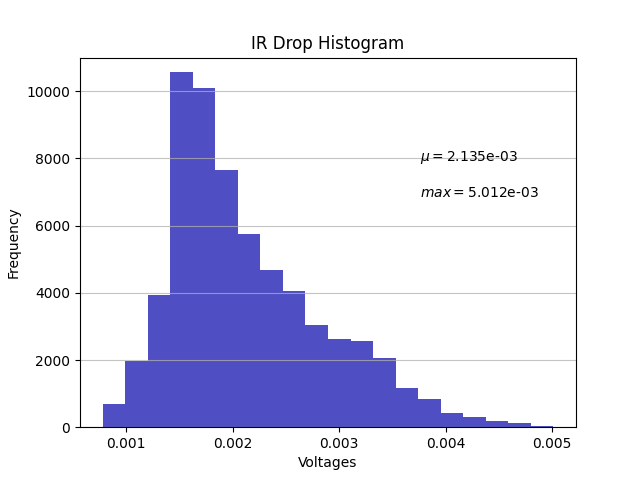 IR Drop Histogram
10000
8000
6000
4000
2000
0
Frequency
μ = 2.135e-03
max = 5.012e-03
0.001 0.002 0.003 0.004 0.005
Voltages